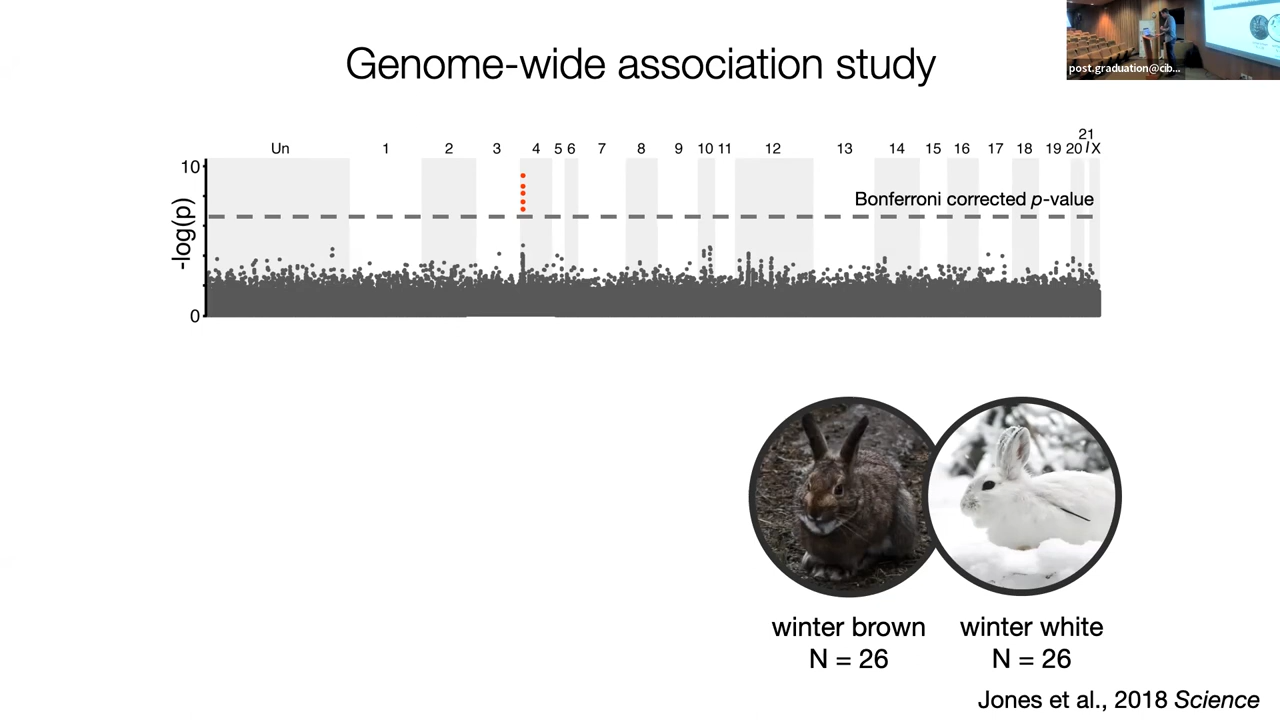 Genome-wide association study
post.graduation@cib...
Un 1 2 3 4 5 6 7 8 9 10 11 12 13 14 15 16 17 18 19 20 21 / X
10
Bonferroni corrected p-value
-log(p)
0
winter brown winter white
N = 26 N = 26
Jones et al., 2018 Science